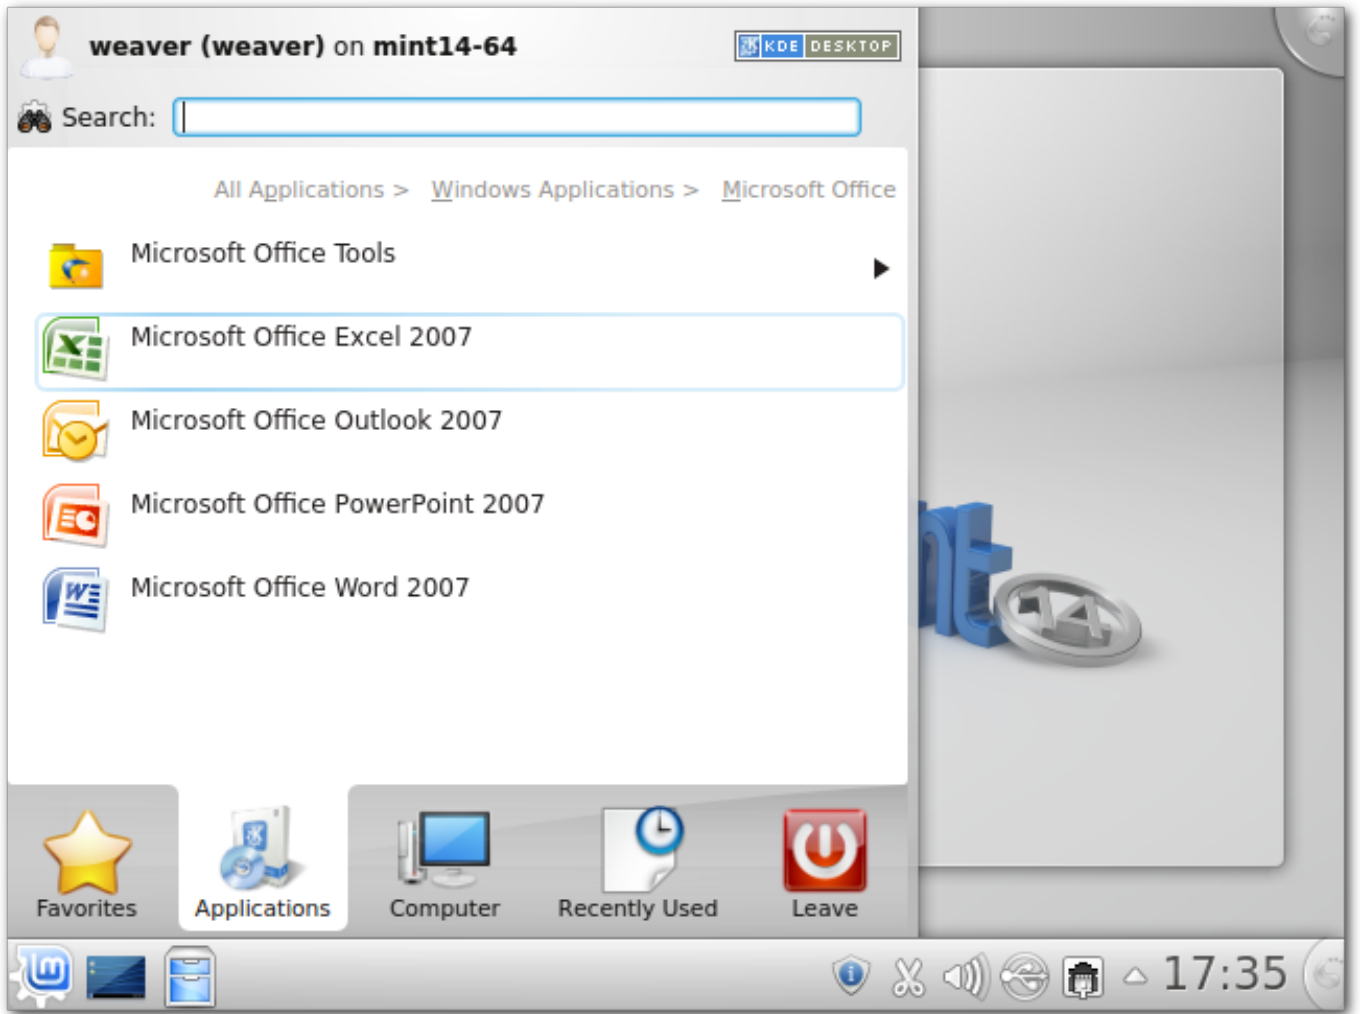 weaver (weaver) on mint14-64
KDE DESKTOP
Search:
All Applications > Windows Applications > Microsoft Office
Microsoft Office Tools
Microsoft Office Excel 2007
Microsoft Office Outlook 2007
Microsoft Office PowerPoint 2007
Microsoft Office Word 2007
nt
14
Favorites Applications Computer Recently Used Leave
17:35